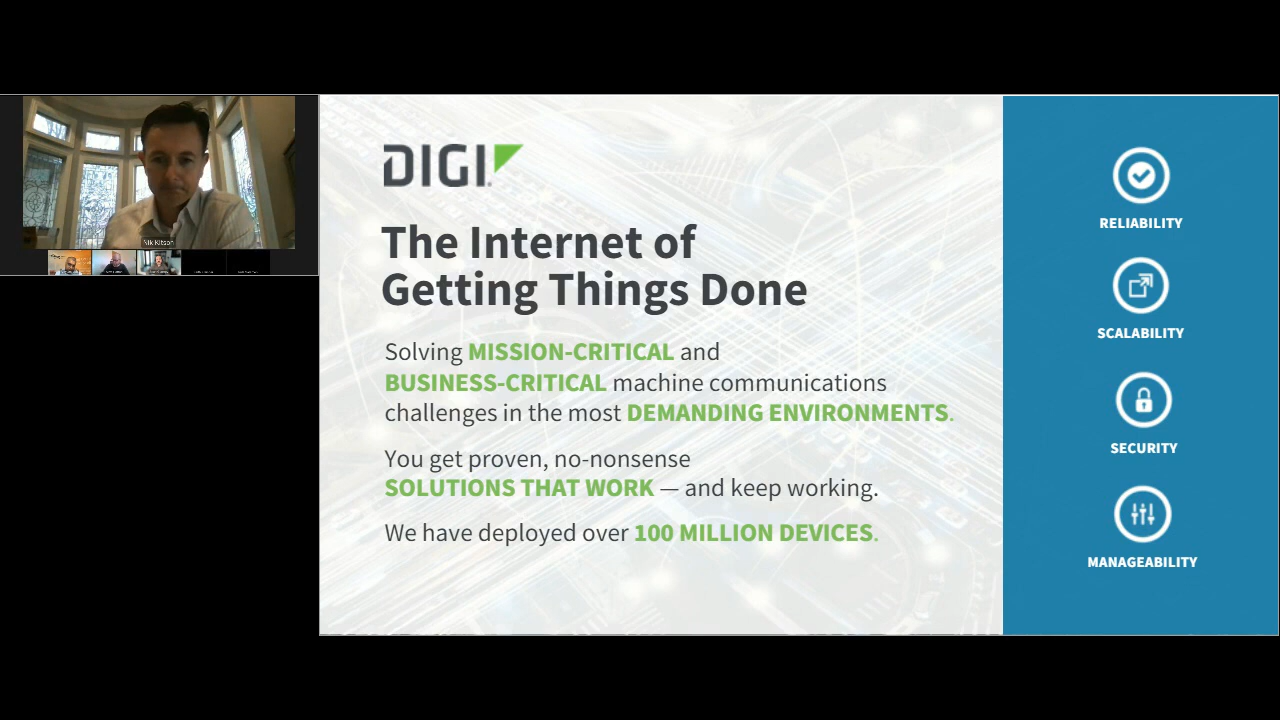 Nik Kitson
DIGI
The Internet of
Getting Things Done
Solving MISSION-CRITICAL and
BUSINESS-CRITICAL machine communications
challenges in the most DEMANDING ENVIRONMENTS.
You get proven, no-nonsense
SOLUTIONS THAT WORK — and keep working.
We have deployed over 100 MILLION DEVICES.
RELIABILITY
SCALABILITY
SECURITY
MANAGEABILITY